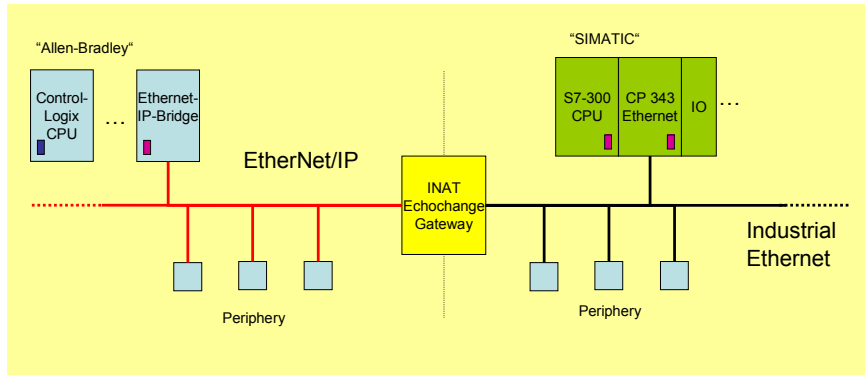 “Allen-Bradley“
Control-
Logix
CPU
...
Ethernet-
IP-Bridge
EtherNet/IP
Periphery
INAT
Echochange
Gateway
“SIMATIC“
S7-300
CPU
CP 343
Ethernet
IO
...
Periphery
Industrial
Ethernet